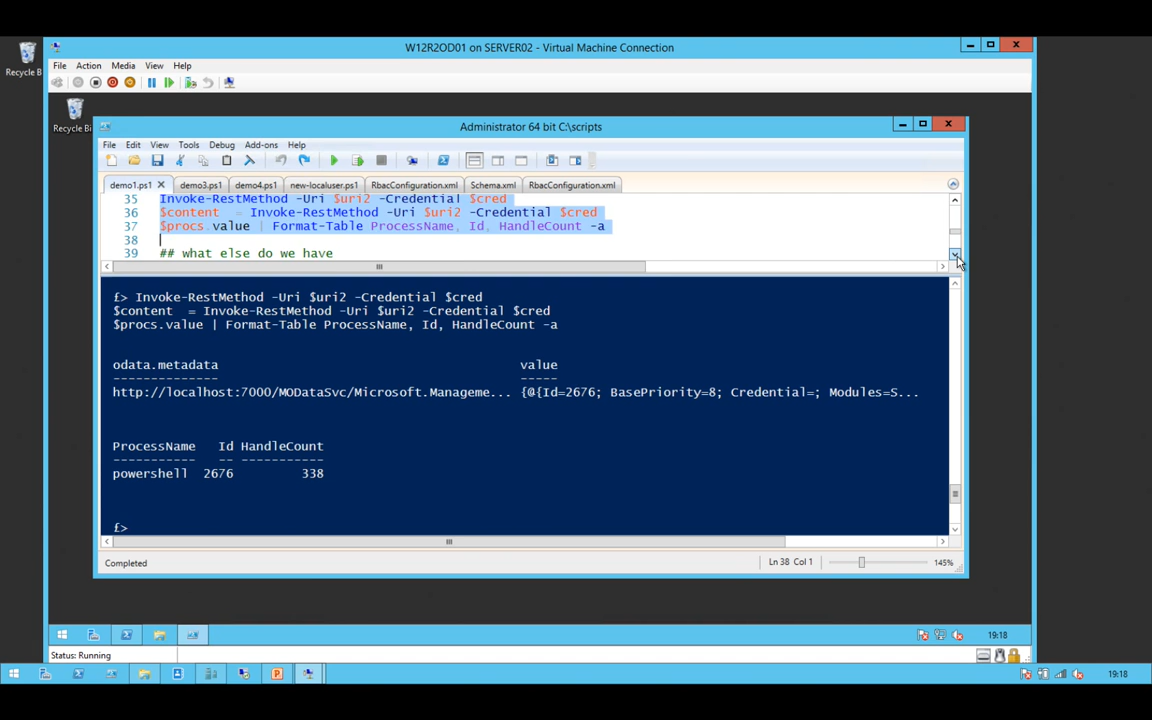 Recycle B
W12R2OD01 on SERVER02 - Virtual Machine Connection
File Action Media View Help
Recycle Bi
Administrator 64 bit C:\scripts
File Edit View Tools Debug Add-ons Help
demo1.ps1 demo3.ps1 demo4.ps1 new-localuser.ps1 RbacConfiguration.xml Schema.xml RbacConfiguration.xml
35 Invoke-RestMethod -Uri $uri2 -Credential $cred
36 $content = Invoke-RestMethod -Uri $uri2 -Credential $cred
37 $procs.value | Format-Table ProcessName, Id, HandleCount -a
38
39 ## what else do we have
£> Invoke-RestMethod -Uri $uri2 -Credential $cred
$content = Invoke-RestMethod -Uri $uri2 -Credential $cred
$procs.value | Format-Table ProcessName, Id, HandleCount -a
odata.metadata value
-------------- -----
http://localhost:7000/MODataSvc/Microsoft.Manageme... {@{Id=2676; BasePriority=8; Credential=; Modules=S...
ProcessName Id HandleCount
----------- -- -----------
powershell 2676 338
£>
Completed Ln 38 Col 1 145%
19:18
Status: Running
19:18